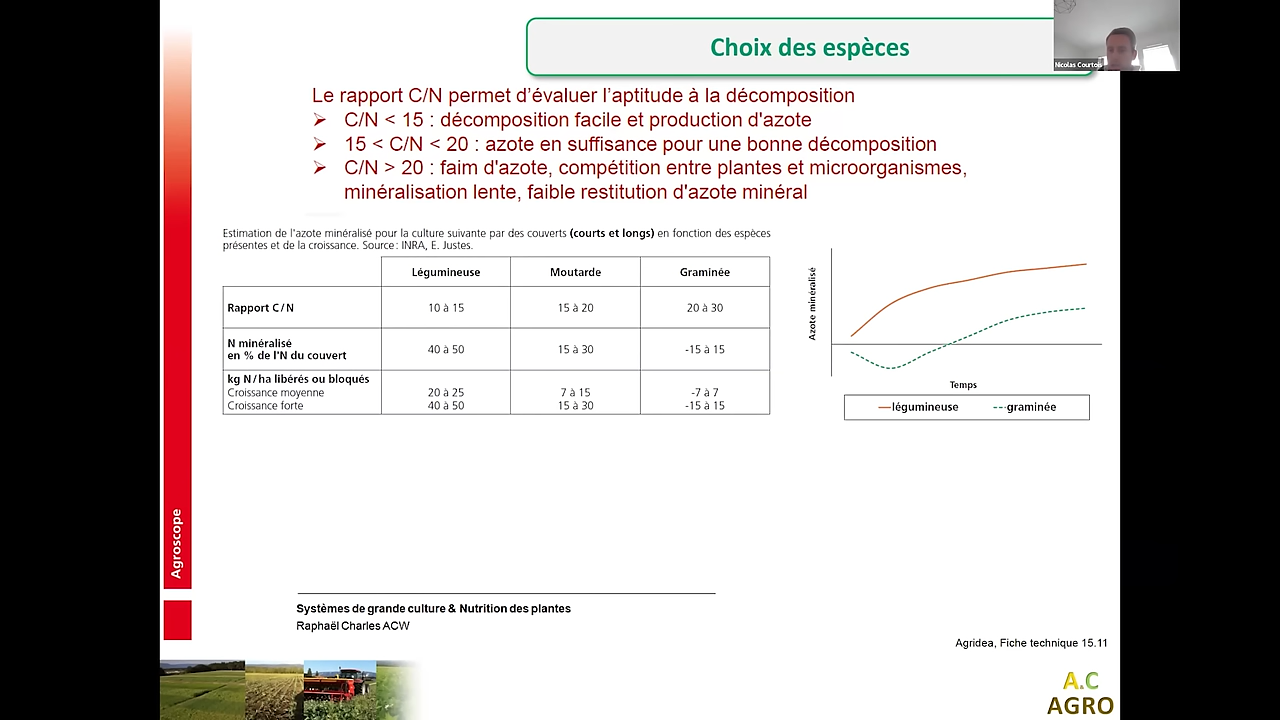 Choix des espèces
Nicolas Courtois
Le rapport C/N permet d'évaluer l'aptitude à la décomposition
➢ C/N < 15 : décomposition facile et production d'azote
➢ 15 < C/N < 20 : azote en suffisance pour une bonne décomposition
➢ C/N > 20 : faim d'azote, compétition entre plantes et microorganismes,
minéralisation lente, faible restitution d'azote minéral
Estimation de l'azote minéralisé pour la culture suivante par des couverts (courts et longs) en fonction des espèces
présentes et de la croissance. Source: INRA, E. Justes.
Légumineuse Moutarde Graminée
Rapport C/N 10 à 15 15 à 20 20 à 30
N minéralisé
en % de l'N du couvert 40 à 50 15 à 30 -15 à 15
kg N/ha libérés ou bloqués
Croissance moyenne 20 à 25 7 à 15 -7 à 7
Croissance forte 40 à 50 15 à 30 -15 à 15
Azote minéralisé
Temps
légumineuse graminée
Agroscope
Systèmes de grande culture & Nutrition des plantes
Raphaël Charles ACW
Agridea, Fiche technique 15.11
A.C
AGRO